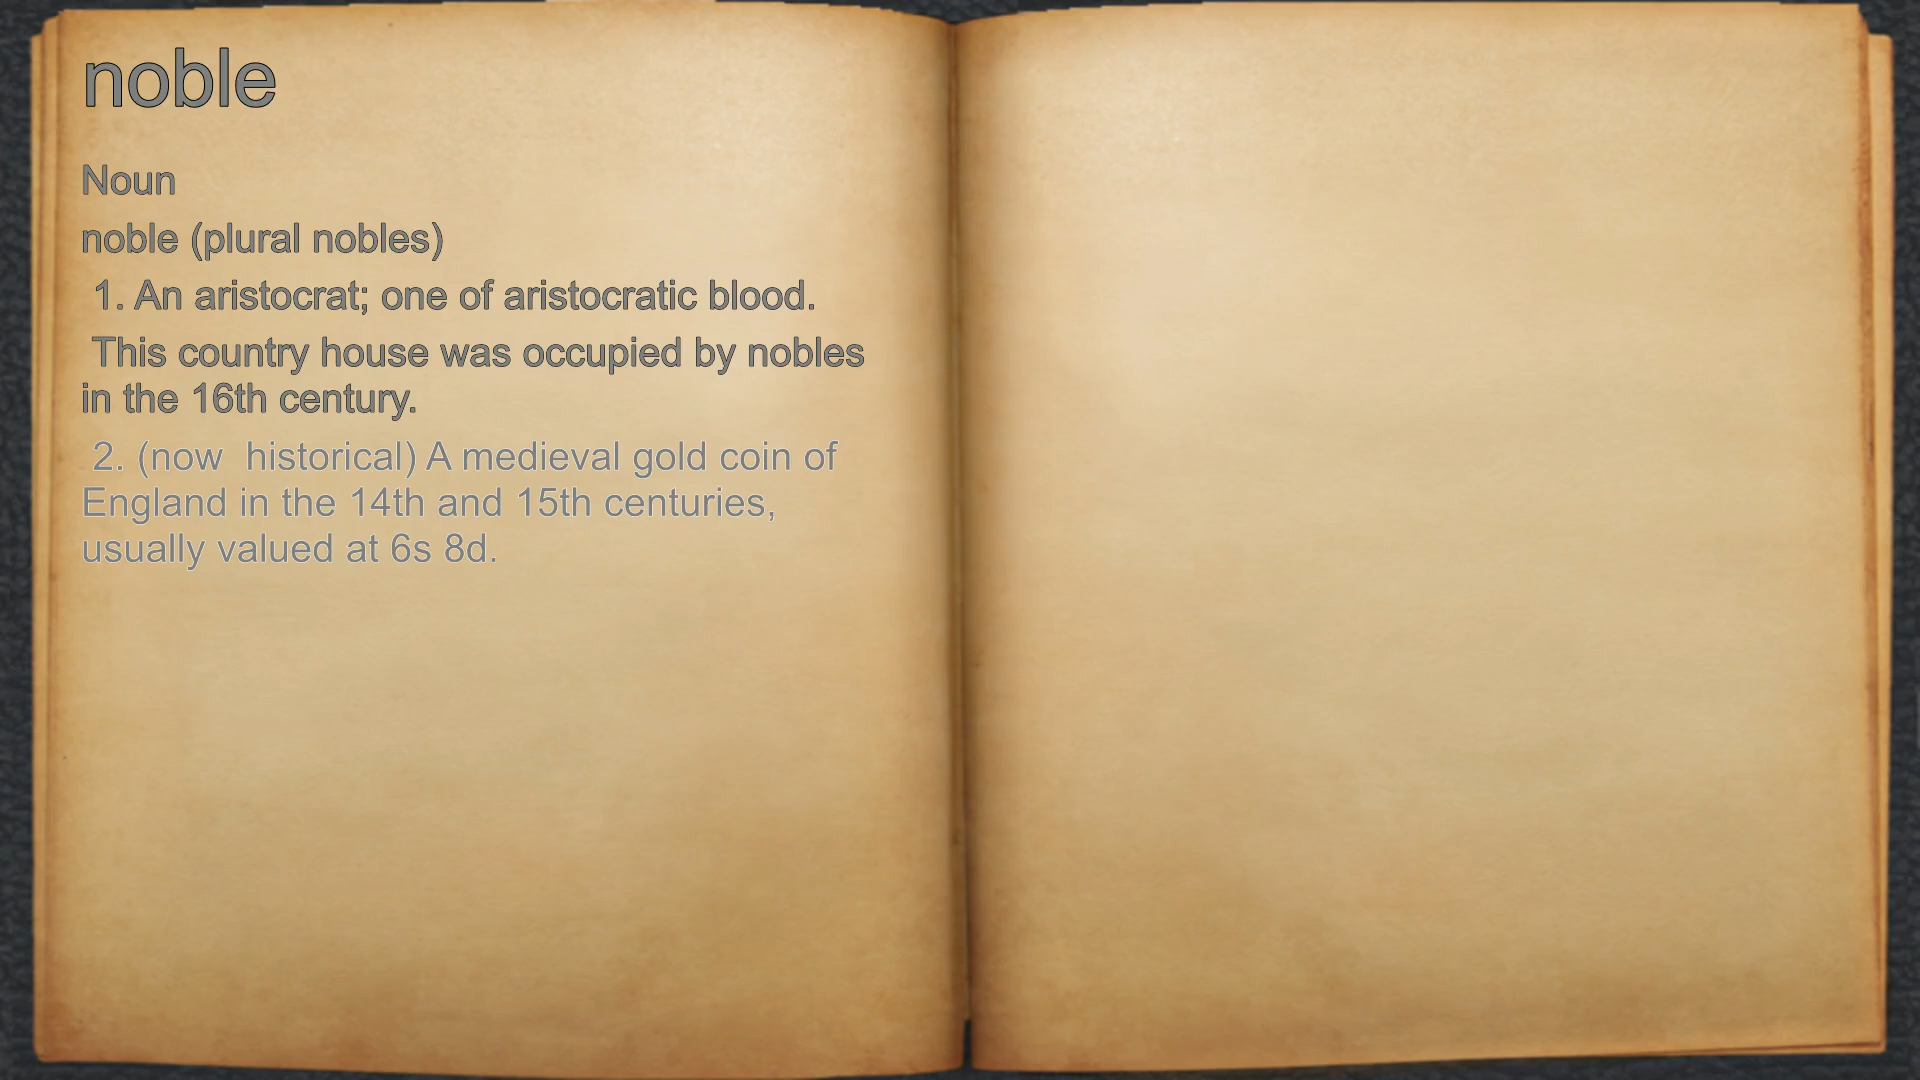 noble
Noun
noble (plural nobles)
1. An aristocrat; one of aristocratic blood.
This country house was occupied by nobles
in the 16th century.
2. (now  historical) A medieval gold coin of
England in the 14th and 15th centuries,
usually valued at 6s 8d.